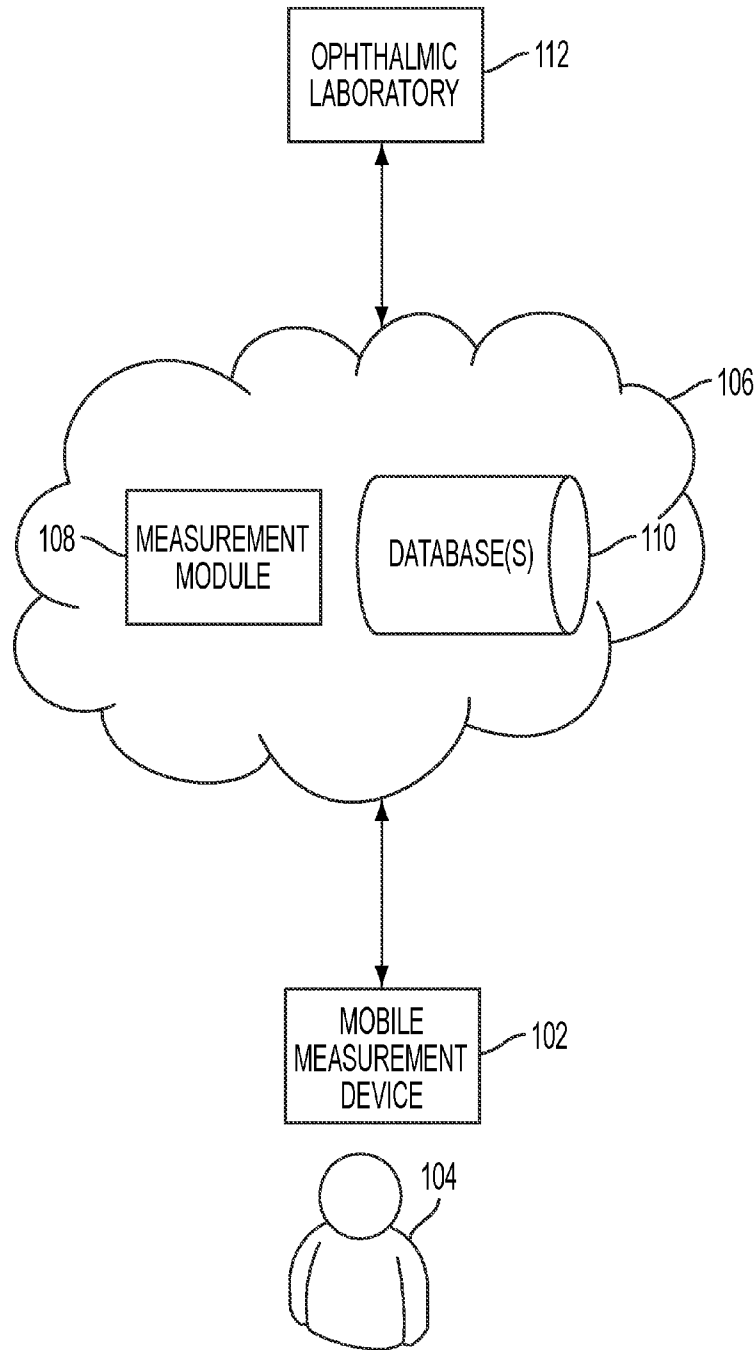 OPHTHALMIC
LABORATORY
112
106
108
MEASUREMENT
MODULE
DATABASE(S)
110
MOBILE
MEASUREMENT
DEVICE
102
104